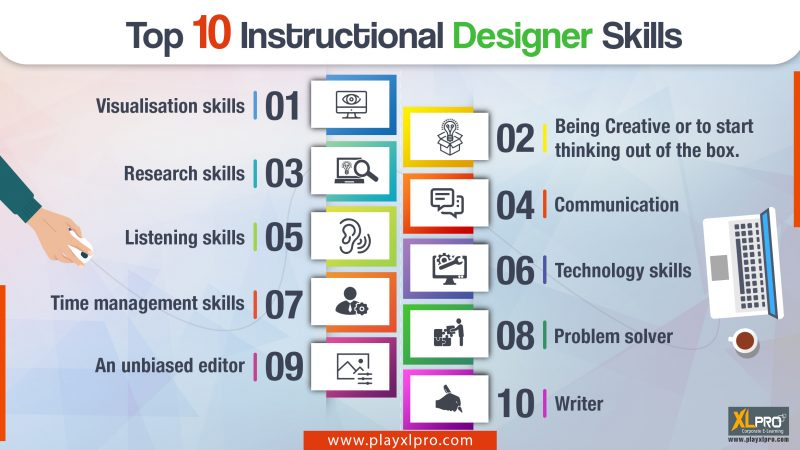 Top 10 Instructional Designer Skills
Visualisation skills 01
02 Being Creative or to start
thinking out of the box.
Research skills 03
04 Communication
Listening skills 05
06 Technology skills
Time management skills 07
08 Problem solver
An unbiased editor 09
10 Writer
www.playxlpro.com
XLPRO
Corporate E-Learning
www.playxlpro.com